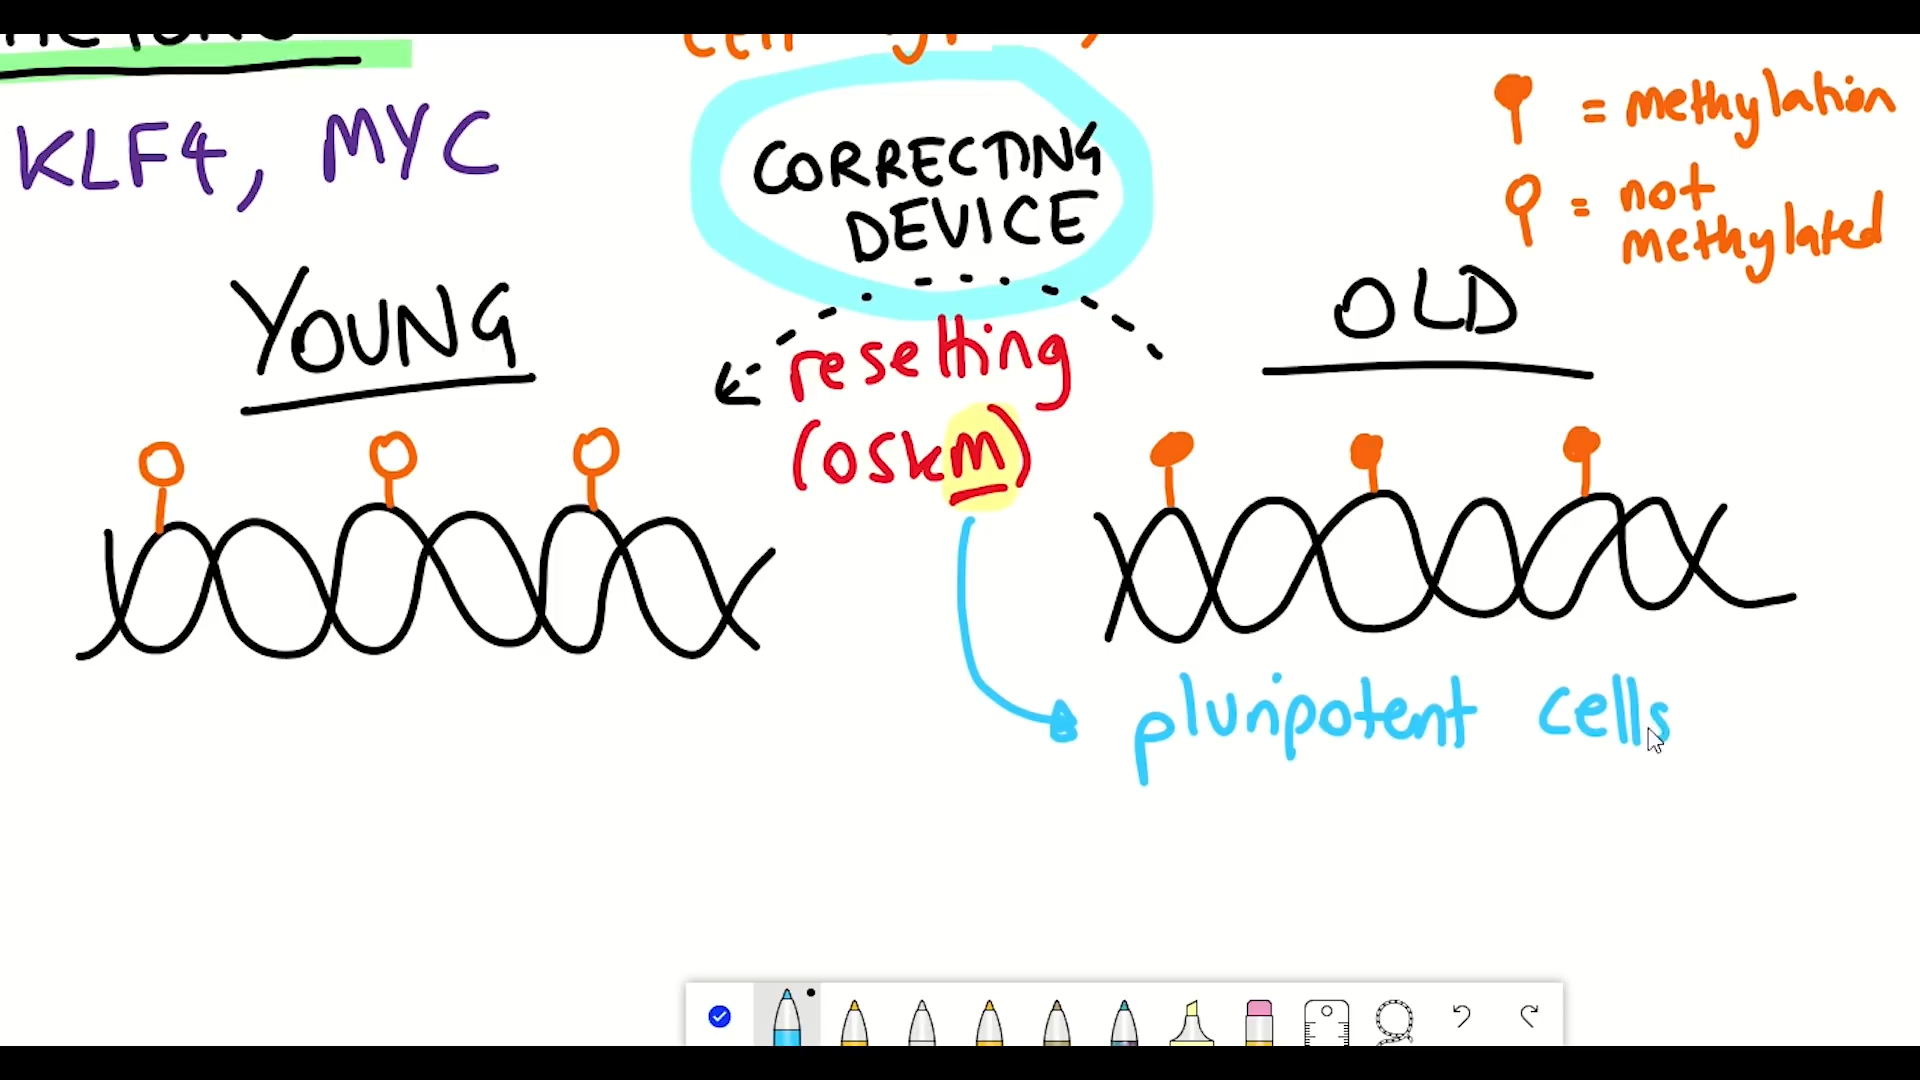 KLF4, MYC
CORRECTING
DEVICE
= methylation
= not
methylated
YOUNG
OLD
resetting
(OSKM)
pluripotent cells